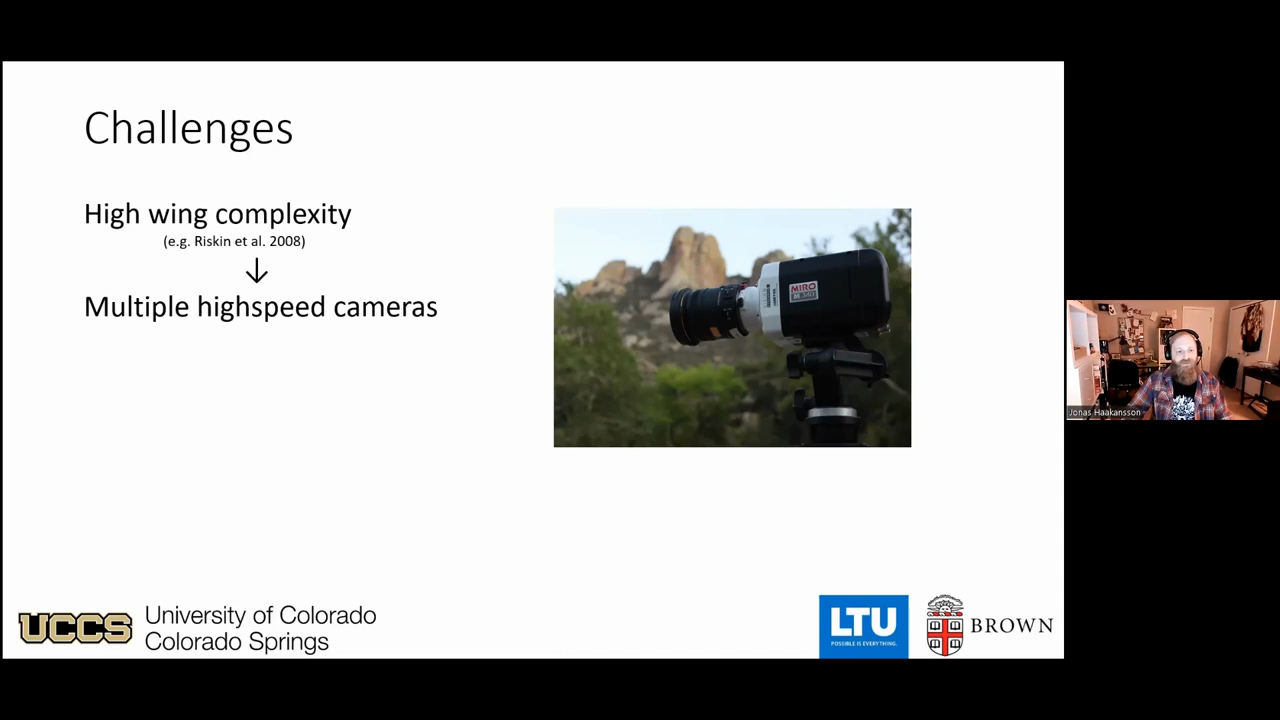 Challenges
High wing complexity
(e.g. Riskin et al. 2008)
↓
Multiple highspeed cameras
MIRO
Jonas Haakansson
UCCS
University of Colorado
Colorado Springs
LTU
POSSIBLE IS EVERYTHING.
BROWN